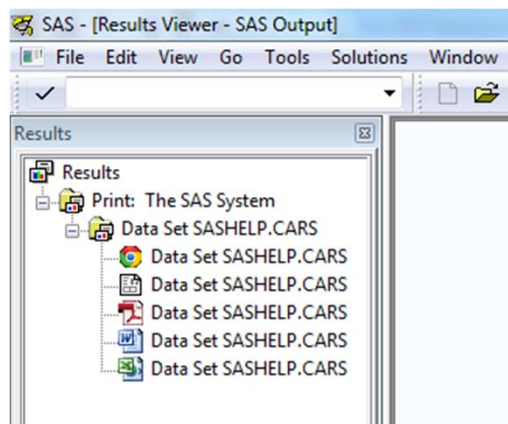 SAS - [Results Viewer - SAS Output]
File Edit View Go Tools Solutions Window
Results
Results
Print: The SAS System
Data Set SASHELP.CARS
Data Set SASHELP.CARS
Data Set SASHELP.CARS
Data Set SASHELP.CARS
Data Set SASHELP.CARS
Data Set SASHELP.CARS